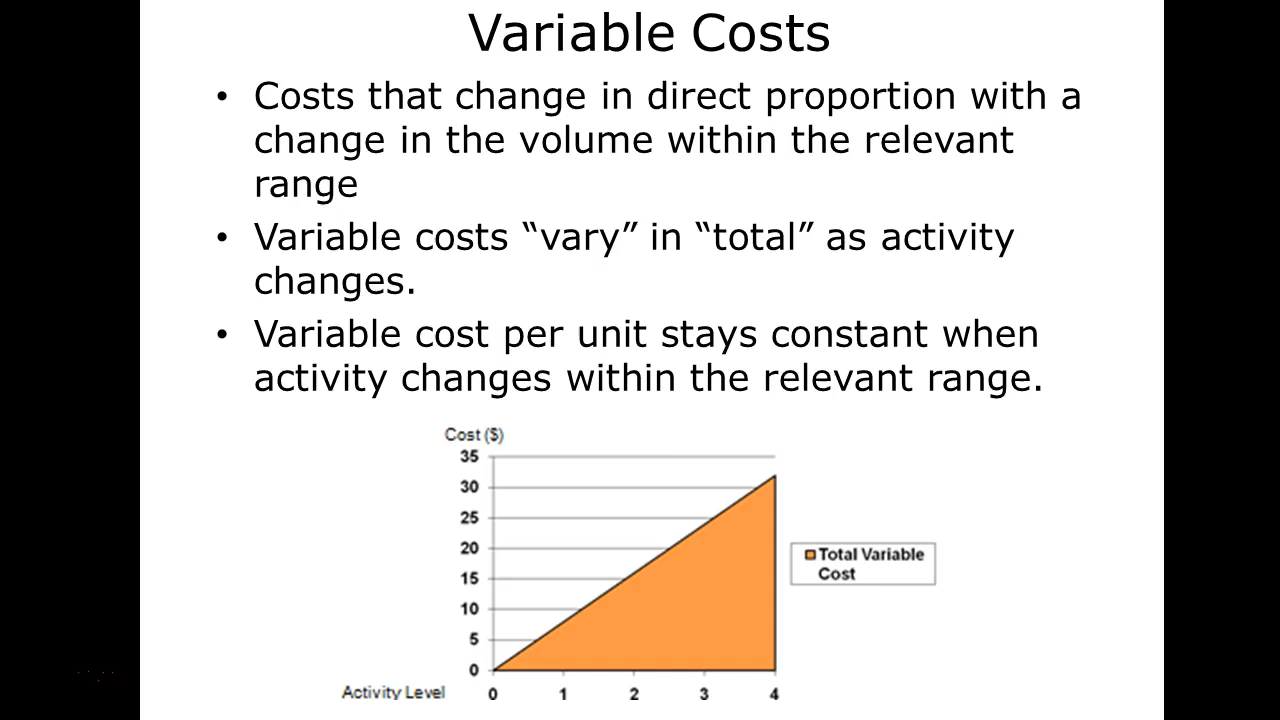 Variable Costs
• Costs that change in direct proportion with a
change in the volume within the relevant
range
• Variable costs “vary” in “total” as activity
changes.
• Variable cost per unit stays constant when
activity changes within the relevant range.
Cost ($)
35
30
25
20
15
10
5
0
Total Variable
Cost
Activity Level 0 1 2 3 4